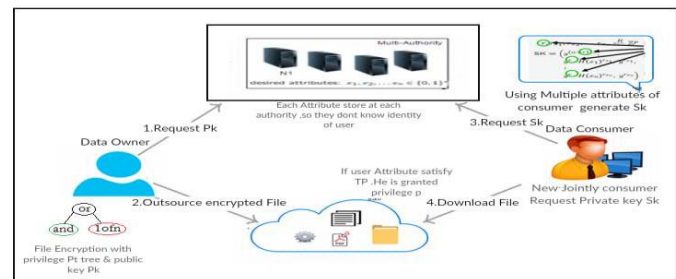 Multi-Authority
N1
desired attributes:
Each Attribute store at each
authority ,so they dont know identity
of user
Using Multiple attributes of
consumer generate Sk
1.Request Pk
3.Request Sk
Data Owner
Data Consumer
If user Attribute satisfy
TP .He is granted
privilege p
2.Outsource encrypted File
4.Download File
New Jointly consumer
Request Private key Sk
or
and
1ofn
File Encryption with
privilege Pt tree & public
key Pk